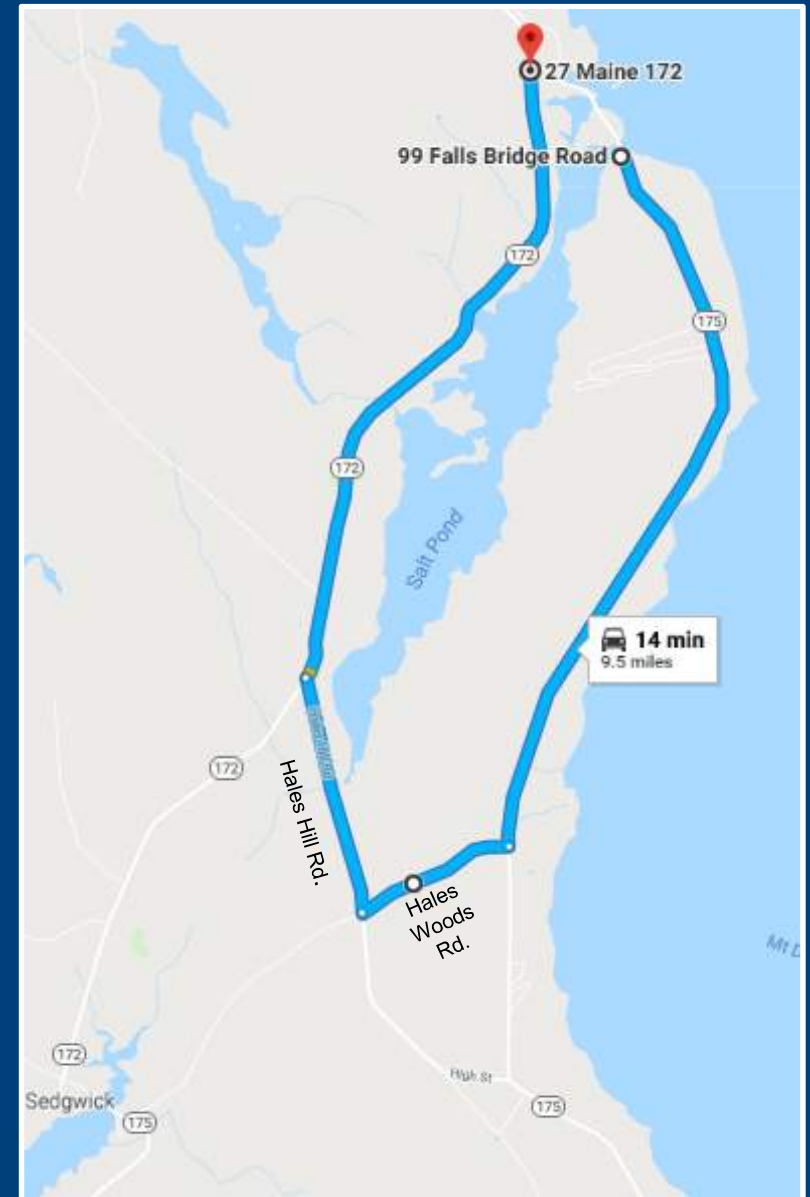 27 Maine 172
99 Falls Bridge Road
172
175
172
Salt Pond
14 min
9.5 miles
172
Hales Hill Rd.
Hales
Woods
Rd.
172
High St
Sedgwick
175
175